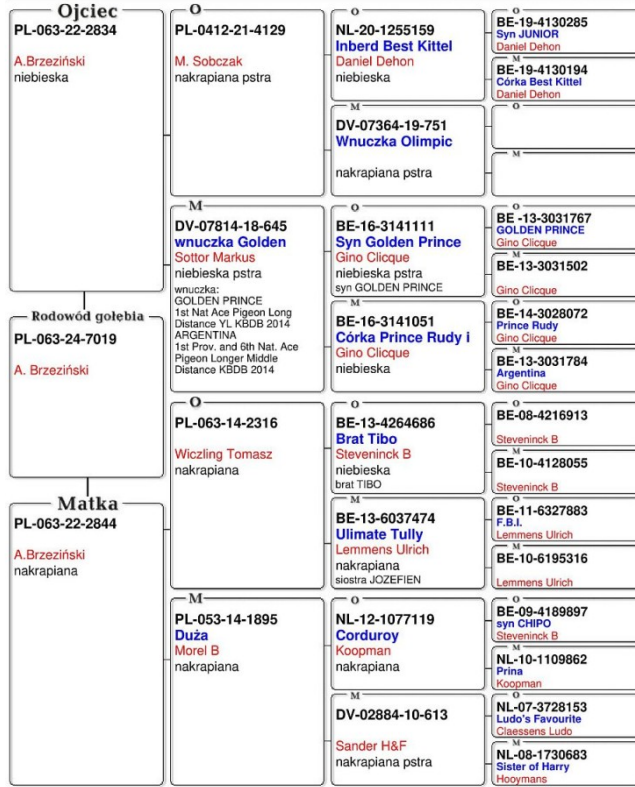 Ojciec
PL-063-22-2834
A.Brzeziński
niebieska
Rodowód gołębia
PL-063-24-7019
A. Brzeziński
Matka
PL-063-22-2844
A.Brzeziński
nakrapiana
O
PL-0412-21-4129
M. Sobczak
nakrapiana pstra
M
DV-07814-18-645
wnuczka Golden
Sottor Markus
niebieska pstra
wnuczka:
GOLDEN PRINCE
1st Nat Ace Pigeon Long
Distance YL KBDB 2014
ARGENTINA
1st Prov. and 6th Nat. Ace
Pigeon Longer Middle
Distance KBDB 2014
O
PL-063-14-2316
Wiczling Tomasz
nakrapiana
M
PL-053-14-1895
Duża
Morel B
nakrapiana
O
NL-20-1255159
Inberd Best Kittel
Daniel Dehon
niebieska
M
DV-07364-19-751
Wnuczka Olimpic
nakrapiana pstra
O
BE-16-3141111
Syn Golden Prince
Gino Clicque
niebieska pstra
syn GOLDEN PRINCE
M
BE-16-3141051
Córka Prince Rudy i
Gino Clicque
niebieska
O
BE-13-4264686
Brat Tibo
Steveninck B
niebieska
brat TIBO
M
BE-13-6037474
Ulimate Tully
Lemmens Ulrich
nakrapiana
siostra JOZEFIEN
O
NL-12-1077119
Corduroy
Koopman
nakrapiana
M
DV-02884-10-613
Sander H&F
nakrapiana pstra
O
BE-19-4130285
Syn JUNIOR
Daniel Dehon
M
BE-19-4130194
Córka Best Kittel
Daniel Dehon
O
M
O
BE -13-3031767
GOLDEN PRINCE
Gino Clicque
M
BE-13-3031502
Gino Clicque
O
BE-14-3028072
Prince Rudy
Gino Clicque
M
BE-13-3031784
Argentina
Gino Clicque
O
BE-08-4216913
Steveninck B
M
BE-10-4128055
Steveninck B
O
BE-11-6327883
F.B.I.
Lemmens Ulrich
M
BE-10-6195316
Lemmens Ulrich
O
BE-09-4189897
syn CHIPO
Steveninck B
M
NL-10-1109862
Prina
Koopman
O
NL-07-3728153
Ludo's Favourite
Claessens Ludo
M
NL-08-1730683
Sister of Harry
Hooymans